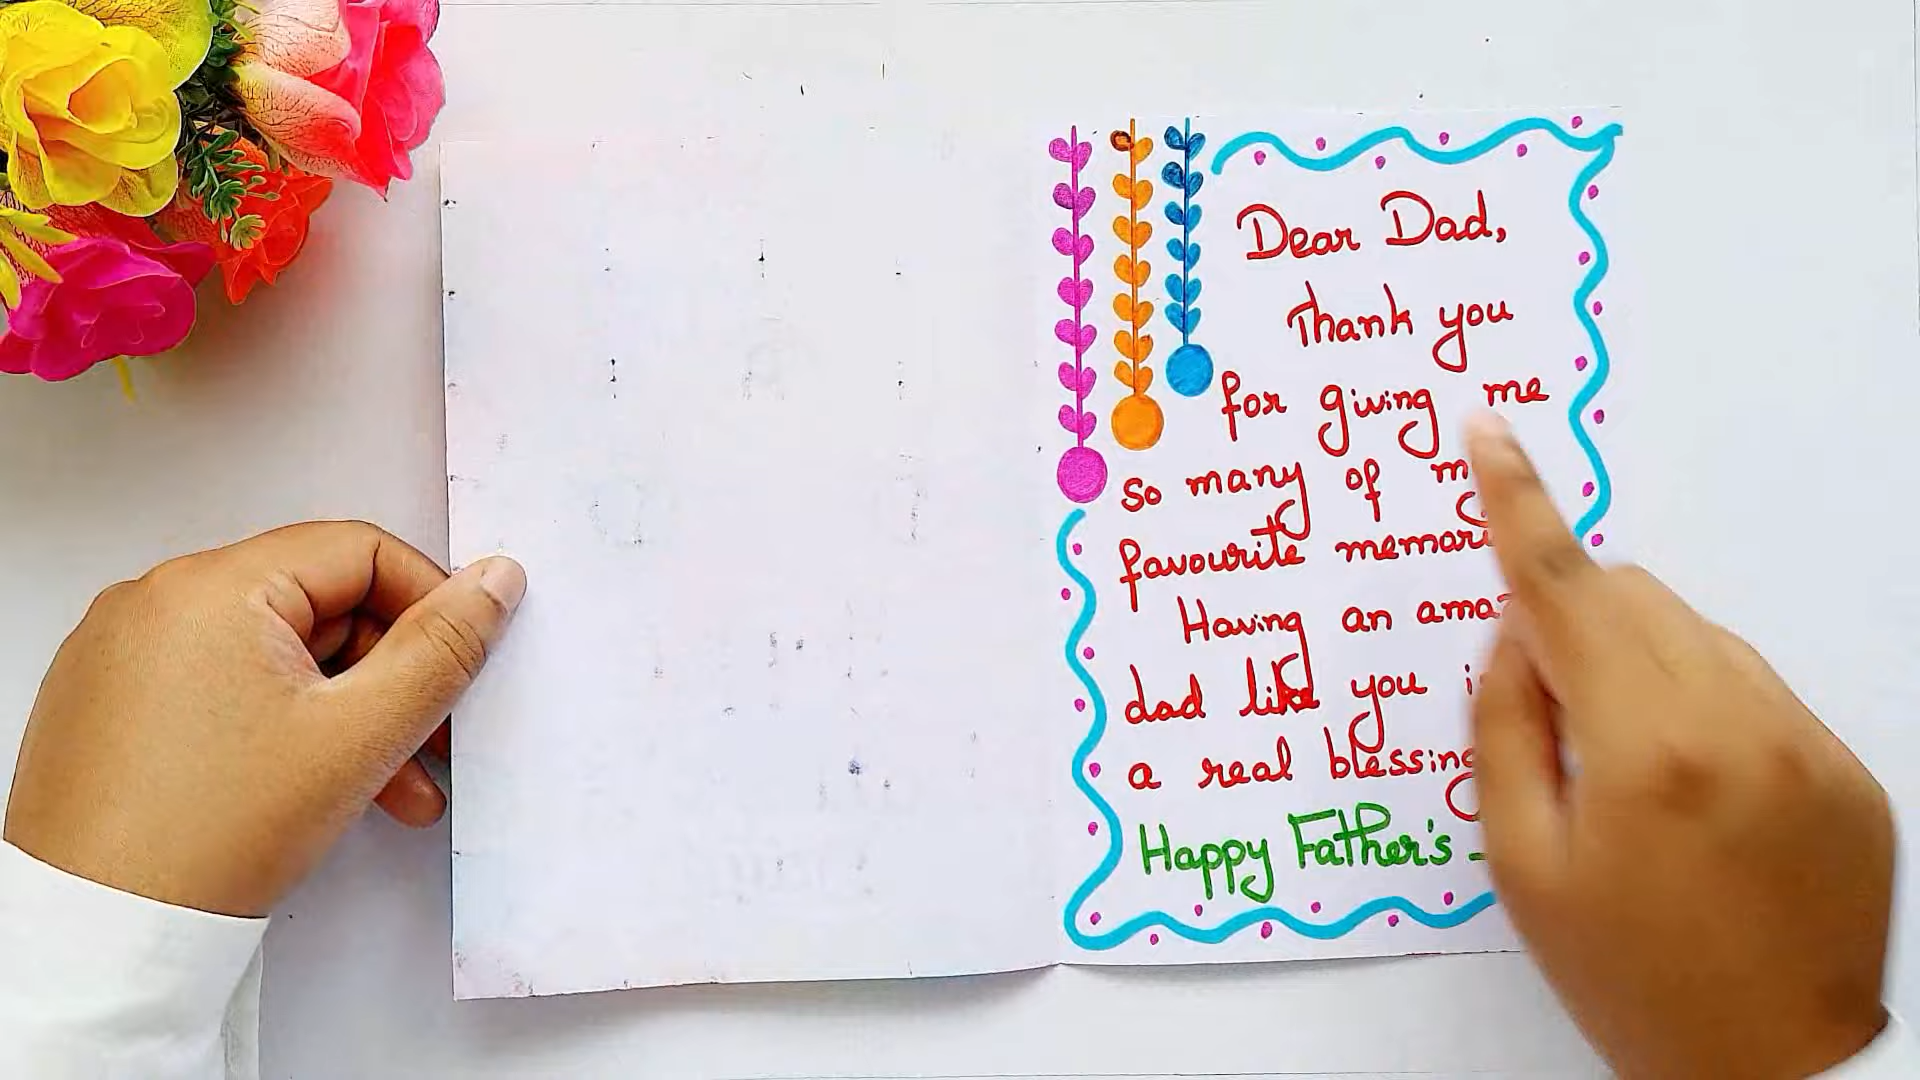 Dear Dad,
Thank you
for giving me
so many of
favourite
Having an
dad like you
a real blessing
Happy Father's